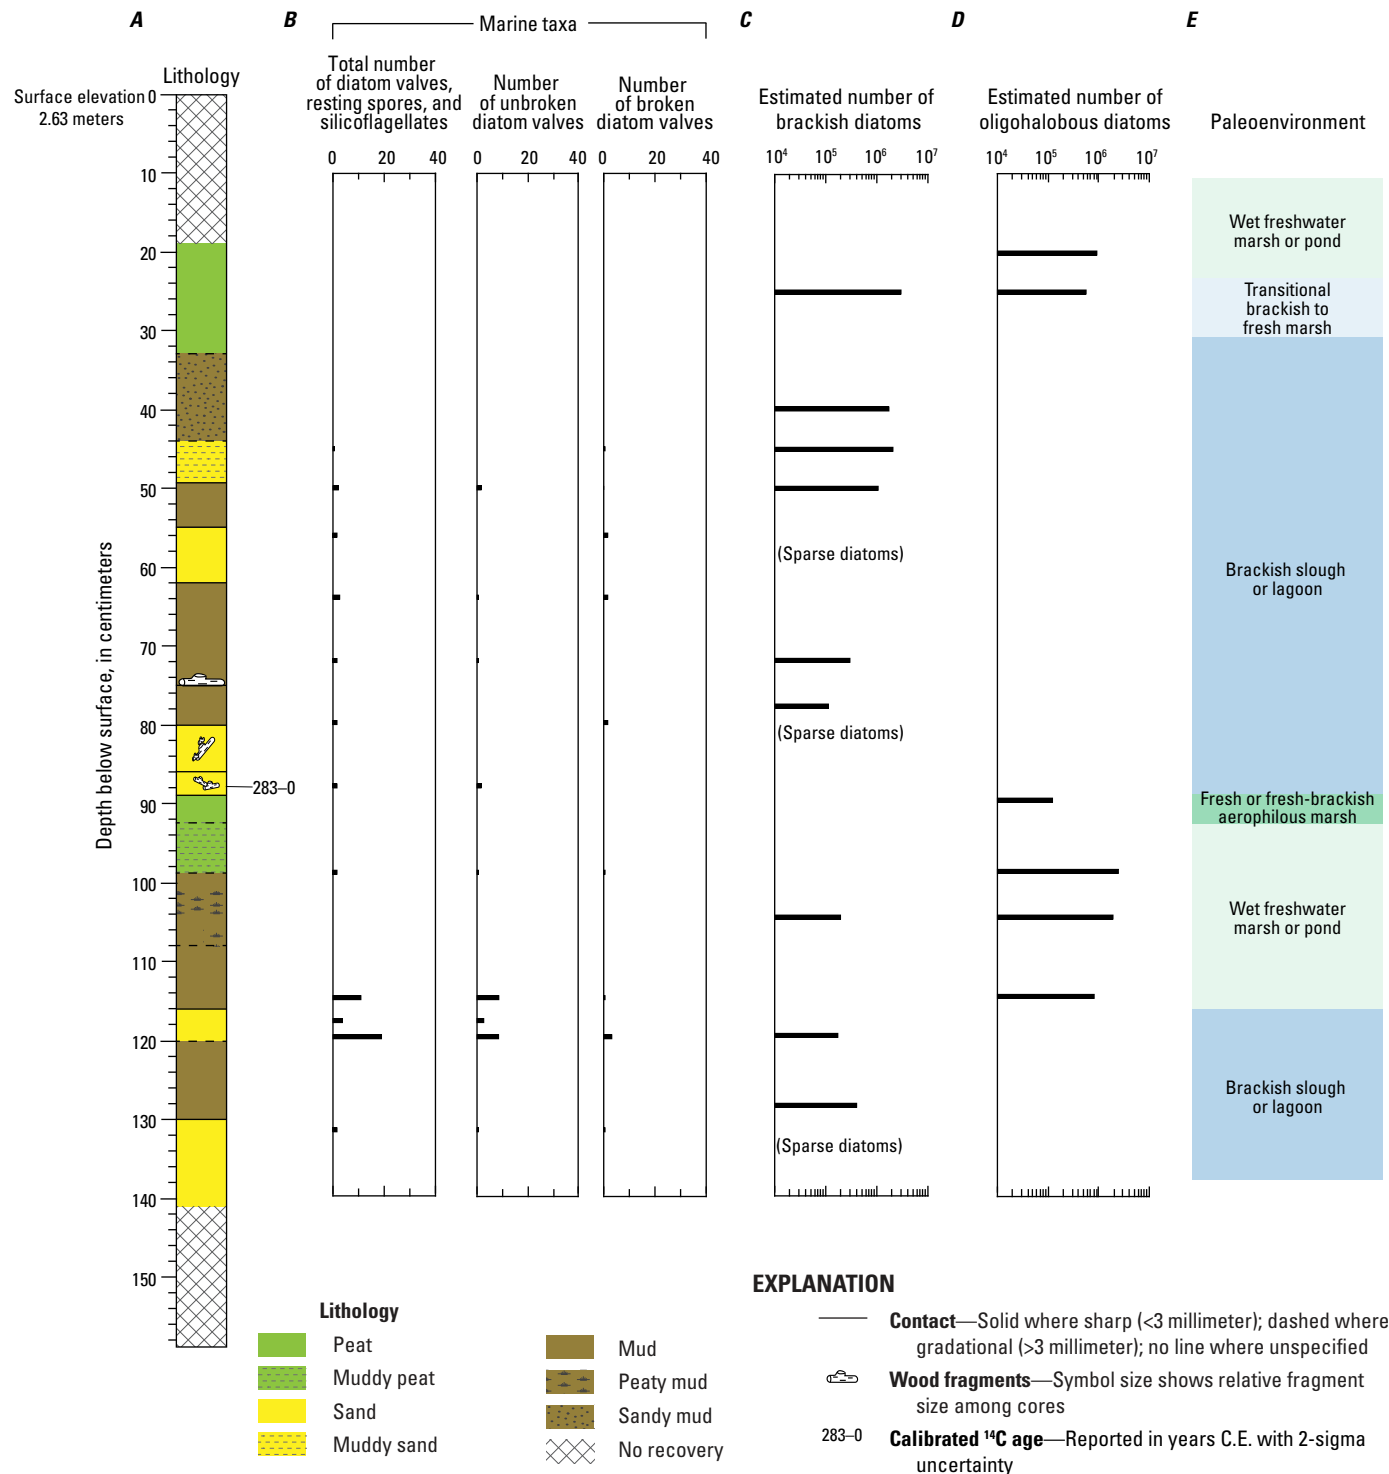 A
B
Marine taxa
C
D
E
Lithology
Surface elevation 0
2.63 meters
Total number
of diatom valves,
resting spores, and
silicoflagellates
Number
of unbroken
diatom valves
Number
of broken
diatom valves
Estimated number of
brackish diatoms
Estimated number of
oligohalobous diatoms
Paleoenvironment
0 20 40
0 20 40
0 20 40
10⁴ 10⁵ 10⁶ 10⁷
10⁴ 10⁵ 10⁶ 10⁷
Depth below surface, in centimeters
10
20
30
40
50
60
70
80
90
100
110
120
130
140
150
283–0
(Sparse diatoms)
(Sparse diatoms)
(Sparse diatoms)
Wet freshwater
marsh or pond
Transitional
brackish to
fresh marsh
Brackish slough
or lagoon
Fresh or fresh-brackish
aerophilous marsh
Wet freshwater
marsh or pond
Brackish slough
or lagoon
Lithology
Peat
Muddy peat
Sand
Muddy sand
Mud
Peaty mud
Sandy mud
No recovery
EXPLANATION
Contact—Solid where sharp (<3 millimeter); dashed where
gradational (>3 millimeter); no line where unspecified
Wood fragments—Symbol size shows relative fragment
size among cores
283–0 Calibrated ¹⁴C age—Reported in years C.E. with 2-sigma
uncertainty